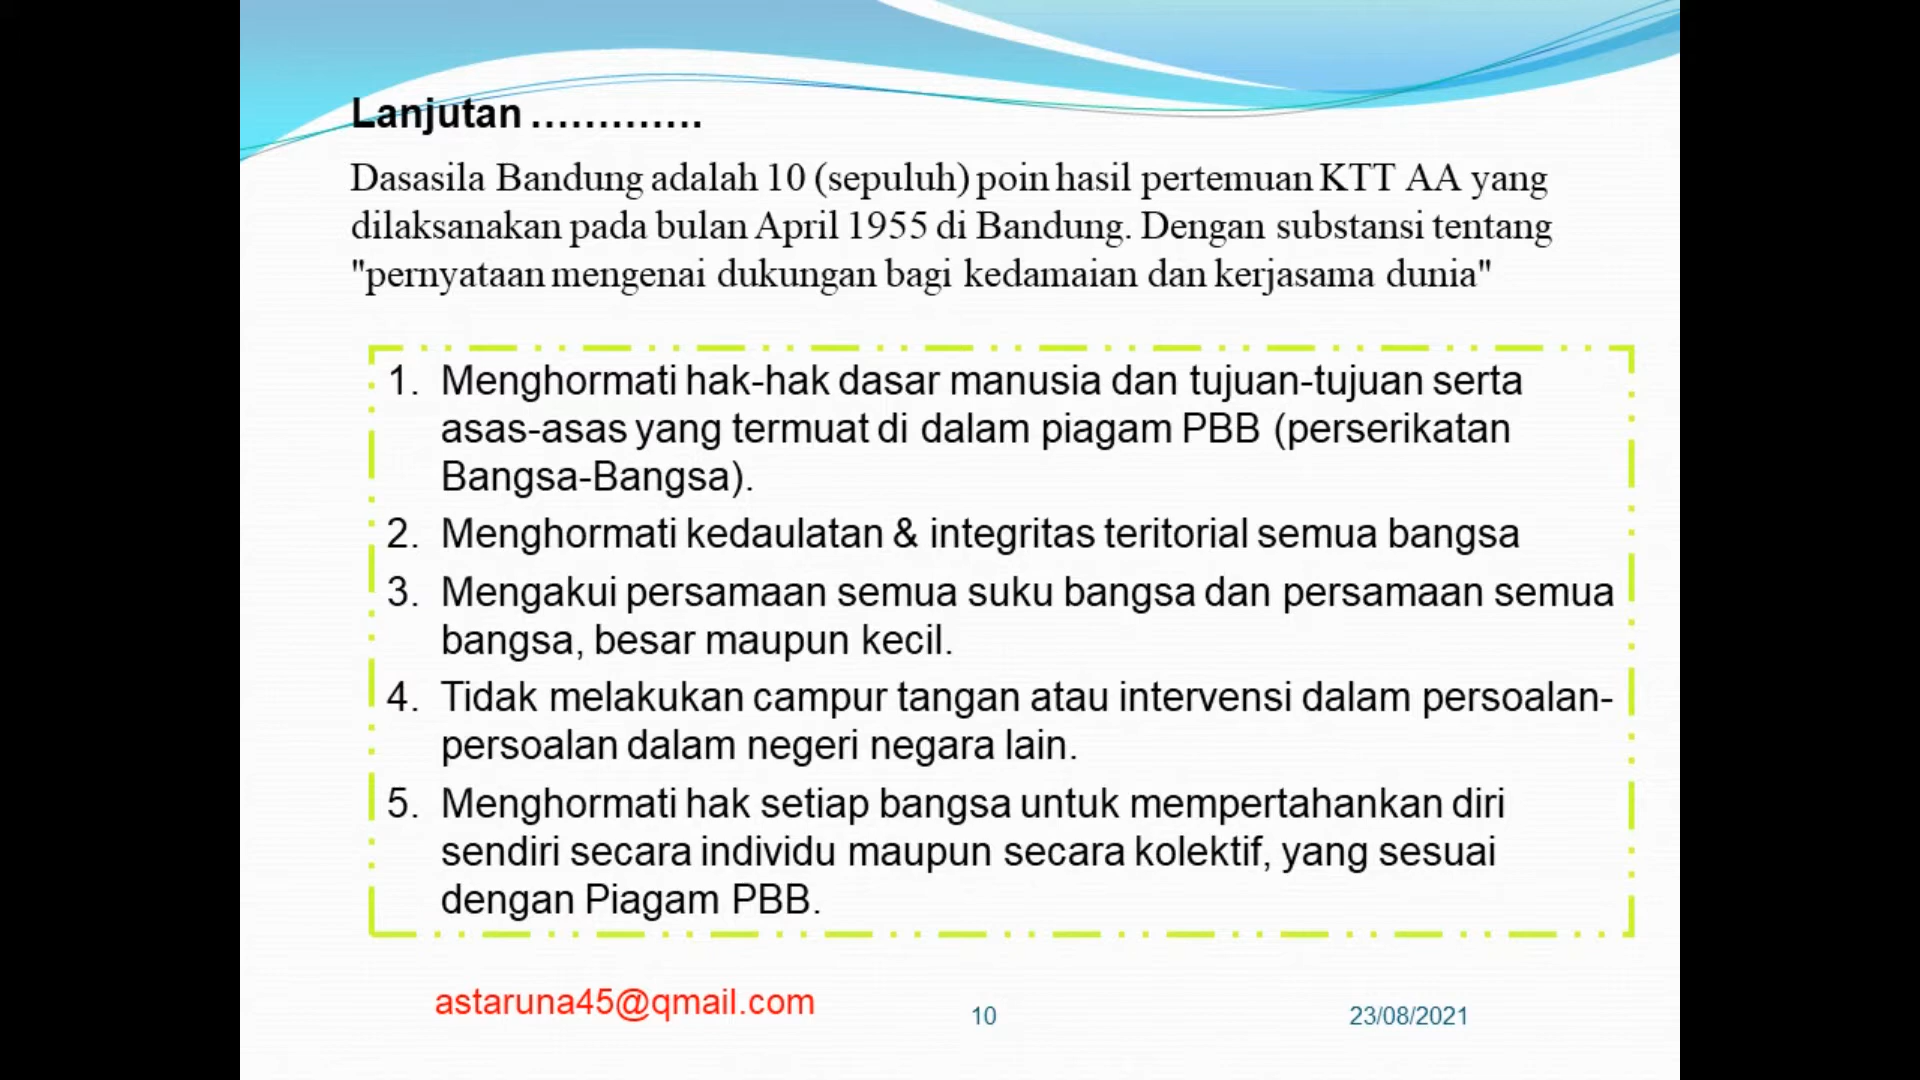 Lanjutan .............
Dasasila Bandung adalah 10 (sepuluh) poin hasil pertemuan KTT AA yang
dilaksanakan pada bulan April 1955 di Bandung. Dengan substansi tentang
"pernyataan mengenai dukungan bagi kedamaian dan kerjasama dunia"
1. Menghormati hak-hak dasar manusia dan tujuan-tujuan serta
asas-asas yang termuat di dalam piagam PBB (perserikatan
Bangsa-Bangsa).
2. Menghormati kedaulatan & integritas teritorial semua bangsa
3. Mengakui persamaan semua suku bangsa dan persamaan semua
bangsa, besar maupun kecil.
4. Tidak melakukan campur tangan atau intervensi dalam persoalan-
persoalan dalam negeri negara lain.
5. Menghormati hak setiap bangsa untuk mempertahankan diri
sendiri secara individu maupun secara kolektif, yang sesuai
dengan Piagam PBB.
astaruna45@qmail.com 10 23/08/2021